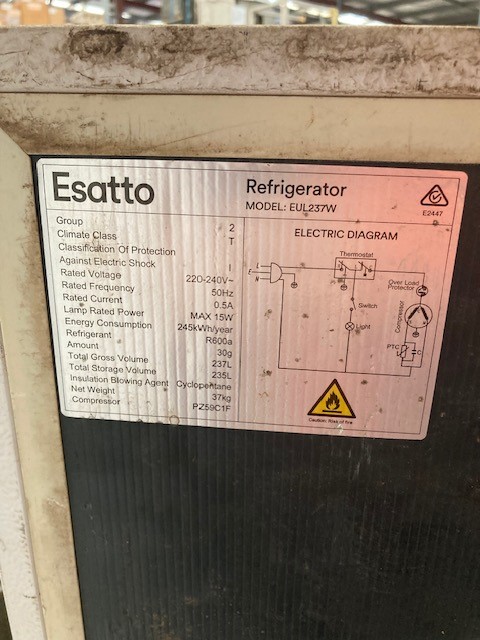 Esatto
Refrigerator
MODEL: EUL237W
E2447
Group 2
Climate Class T
Classification Of Protection
Against Electric Shock I
Rated Voltage 220-240V~
Rated Frequency 50Hz
Rated Current 0.5A
Lamp Rated Power MAX 15W
Energy Consumption 245kWh/year
Refrigerant R600a
Amount 30g
Total Gross Volume 237L
Total Storage Volume 235L
Insulation Blowing Agent Cyclopentane
Net Weight 37kg
Compressor PZ59C1F
ELECTRIC DIAGRAM
Thermostat
L
E
N
Over Load
Protector
Switch
Light
Compressor
PTC
C
Caution: Risk of fire